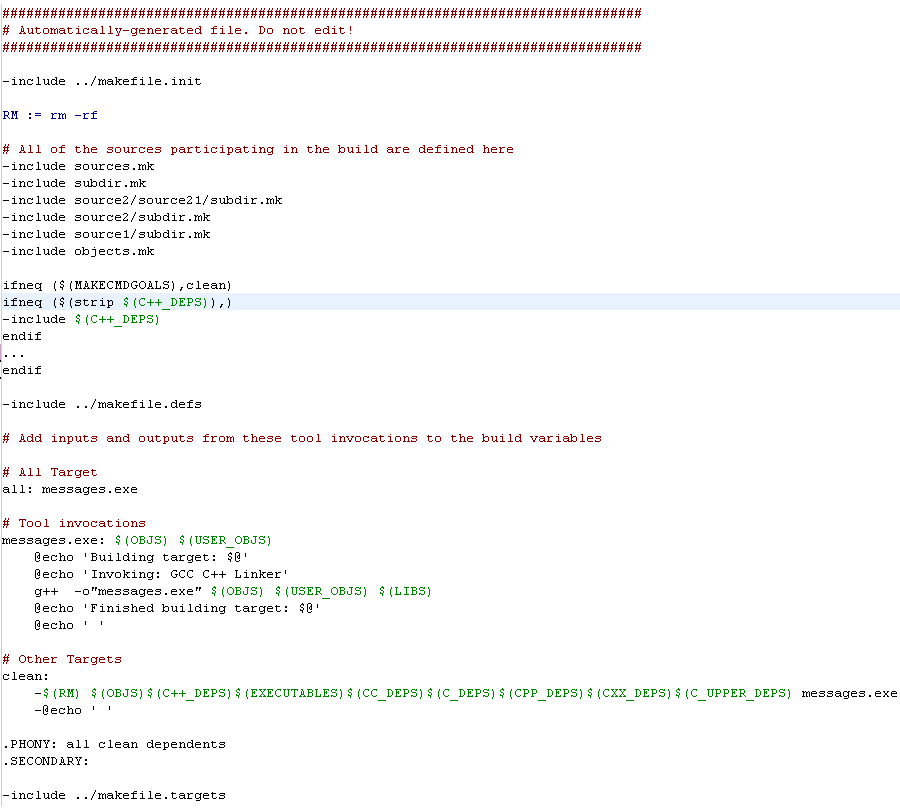 ################################################################################
# Automatically-generated file. Do not edit!
################################################################################
-include ../makefile.init
RM := rm -rf
# All of the sources participating in the build are defined here
-include sources.mk
-include subdir.mk
-include source2/source21/subdir.mk
-include source2/subdir.mk
-include source1/subdir.mk
-include objects.mk
ifneq ($(MAKECMDGOALS),clean)
ifneq ($(strip $(C++_DEPS)),)
-include $(C++_DEPS)
endif
...
endif
-include ../makefile.defs
# Add inputs and outputs from these tool invocations to the build variables
# All Target
all: messages.exe
# Tool invocations
messages.exe: $(OBJS) $(USER_OBJS)
    @echo 'Building target: $@'
    @echo 'Invoking: GCC C++ Linker'
    g++  -o"messages.exe" $(OBJS) $(USER_OBJS) $(LIBS)
    @echo 'Finished building target: $@'
    @echo ' '
# Other Targets
clean:
    -$(RM) $(OBJS)$(C++_DEPS)$(EXECUTABLES)$(CC_DEPS)$(C_DEPS)$(CPP_DEPS)$(CXX_DEPS)$(C_UPPER_DEPS) messages.exe
    -@echo ' '
.PHONY: all clean dependents
.SECONDARY:
-include ../makefile.targets